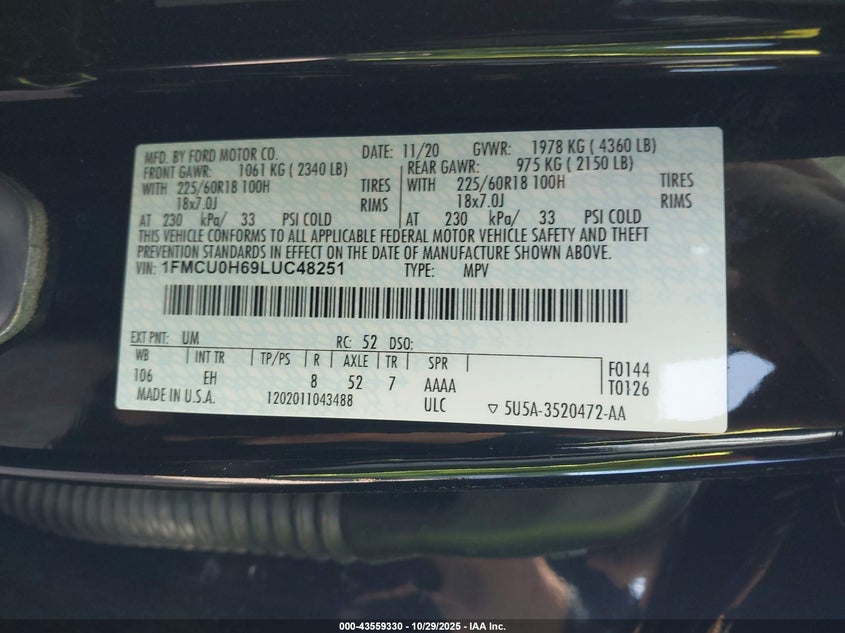 MFD. BY FORD MOTOR CO. DATE: 11/20 GVWR: 1978 KG ( 4360 LB)
FRONT GAWR: 1061 KG ( 2340 LB) REAR GAWR: 975 KG ( 2150 LB)
WITH 225/60R18 100H TIRES WITH 225/60R18 100H TIRES
18x7.0J RIMS 18x7.0J RIMS
AT 230 kPa/ 33 PSI COLD AT 230 kPa/ 33 PSI COLD
THIS VEHICLE CONFORMS TO ALL APPLICABLE FEDERAL MOTOR VEHICLE SAFETY AND THEFT
PREVENTION STANDARDS IN EFFECT ON THE DATE OF MANUFACTURE SHOWN ABOVE.
VIN: 1FMCU0H69LUC48251 TYPE: MPV
EXT PNT: UM RC: 52 DSO:
WB INT TR TP/PS R AXLE TR SPR
106 EH 8 52 7 AAAA
F0144
T0126
MADE IN U.S.A. 1202011043488 ULC ▽ 5U5A-3520472-AA
000-43559330 - 10/29/2025 - IAA Inc.